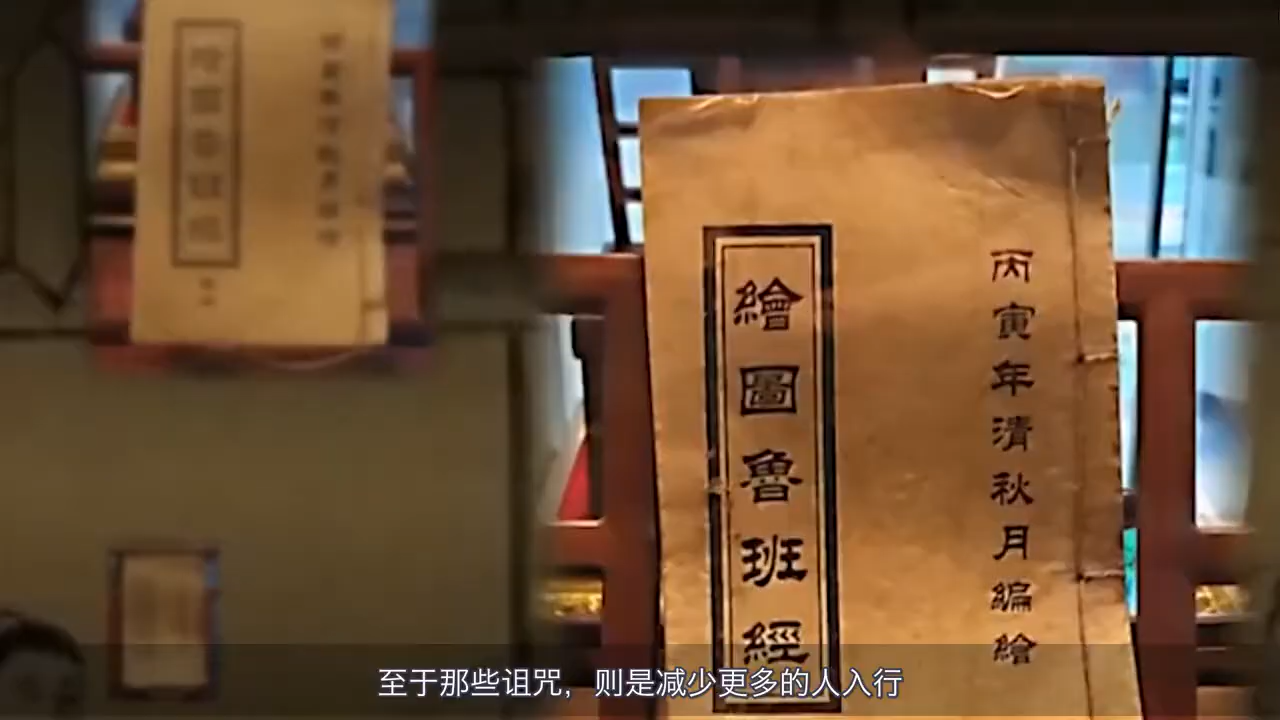 丙寅年清秋月編繪
繪圖魯班經
至于那些诅咒，则是减少更多的人入行